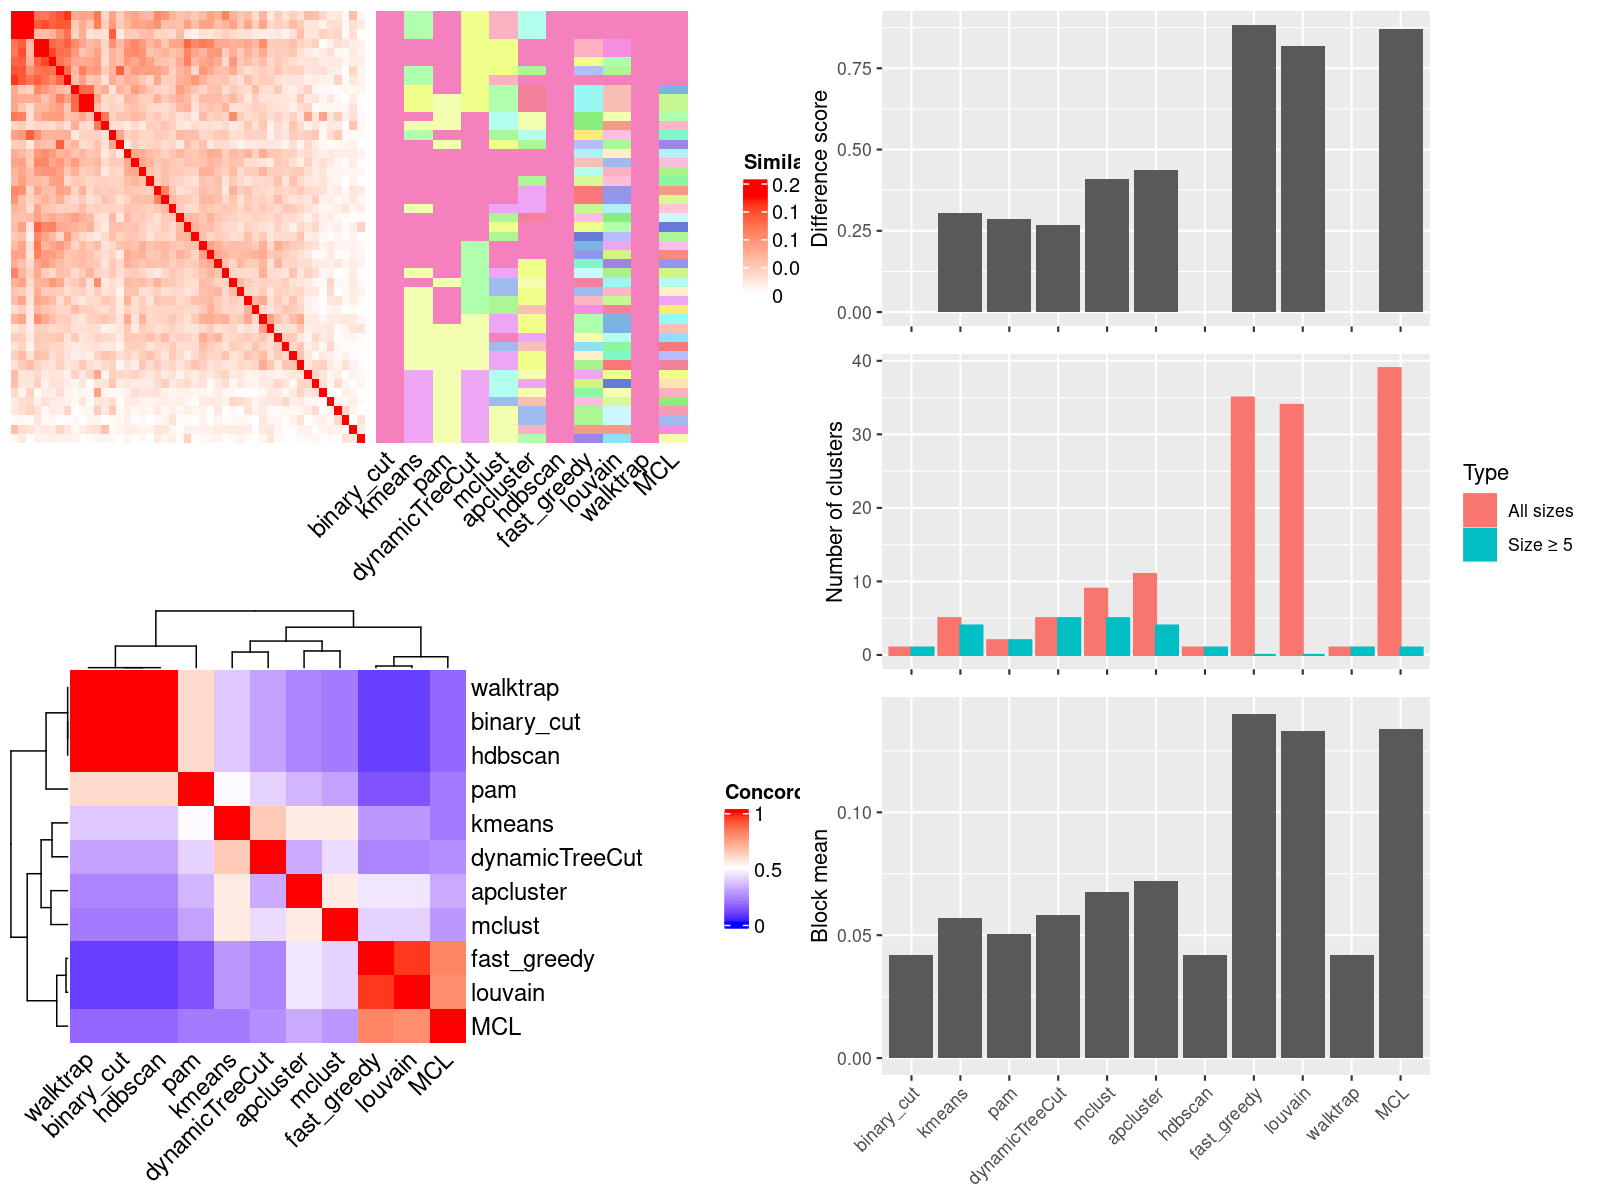 Simila
0.2
0.1
0.1
0.0
0
binary_cut
kmeans
pam
dynamicTreeCut
mclust
apcluster
hdbscan
fast_greedy
louvain
walktrap
MCL
walktrap
binary_cut
hdbscan
pam
kmeans
dynamicTreeCut
apcluster
mclust
fast_greedy
louvain
MCL
Concord
1
0.5
0
walktrap
binary_cut
hdbscan
pam
kmeans
dynamicTreeCut
apcluster
mclust
fast_greedy
louvain
MCL
Difference score
0.75
0.50
0.25
0.00
Number of clusters
40
30
20
10
0
Type
All sizes
Size ≥ 5
Block mean
0.10
0.05
0.00
binary_cut
kmeans
pam
dynamicTreeCut
mclust
apcluster
hdbscan
fast_greedy
louvain
walktrap
MCL